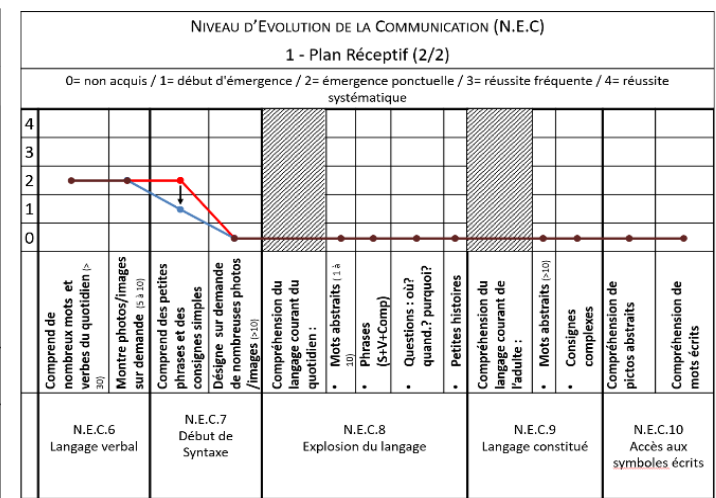 NIVEAU D'EVOLUTION DE LA COMMUNICATION (N.E.C)
1 - Plan Réceptif (2/2)
0= non acquis / 1= début d'émergence / 2= émergence ponctuelle / 3= réussite fréquente / 4= réussite
systématique
4
3
2
1
0
Comprend de
nombreux mots et
verbes du quotidien (>
30)
Montre photos/images
sur demande (5 à 10)
Comprend des petites
phrases et des
consignes simples
Désigne sur demande
de nombreuses photos
/images (>10)
Compréhension du
langage courant du
quotidien :
• Mots abstraits (1 à
10)
• Phrases
(S+V+Comp)
• Questions : où?
quand.? purquoi?
• Petites histoires
Compréhension du
langage courant de
l'adulte :
• Mots abstraits (>10)
• Consignes
complexes
Compréhension de
pictos abstraits
Compréhension de
mots écrits
N.E.C.6
Langage verbal
N.E.C.7
Début de
Syntaxe
N.E.C.8
Explosion du langage
N.E.C.9
Langage constitué
N.E.C.10
Accès aux
symboles écrits